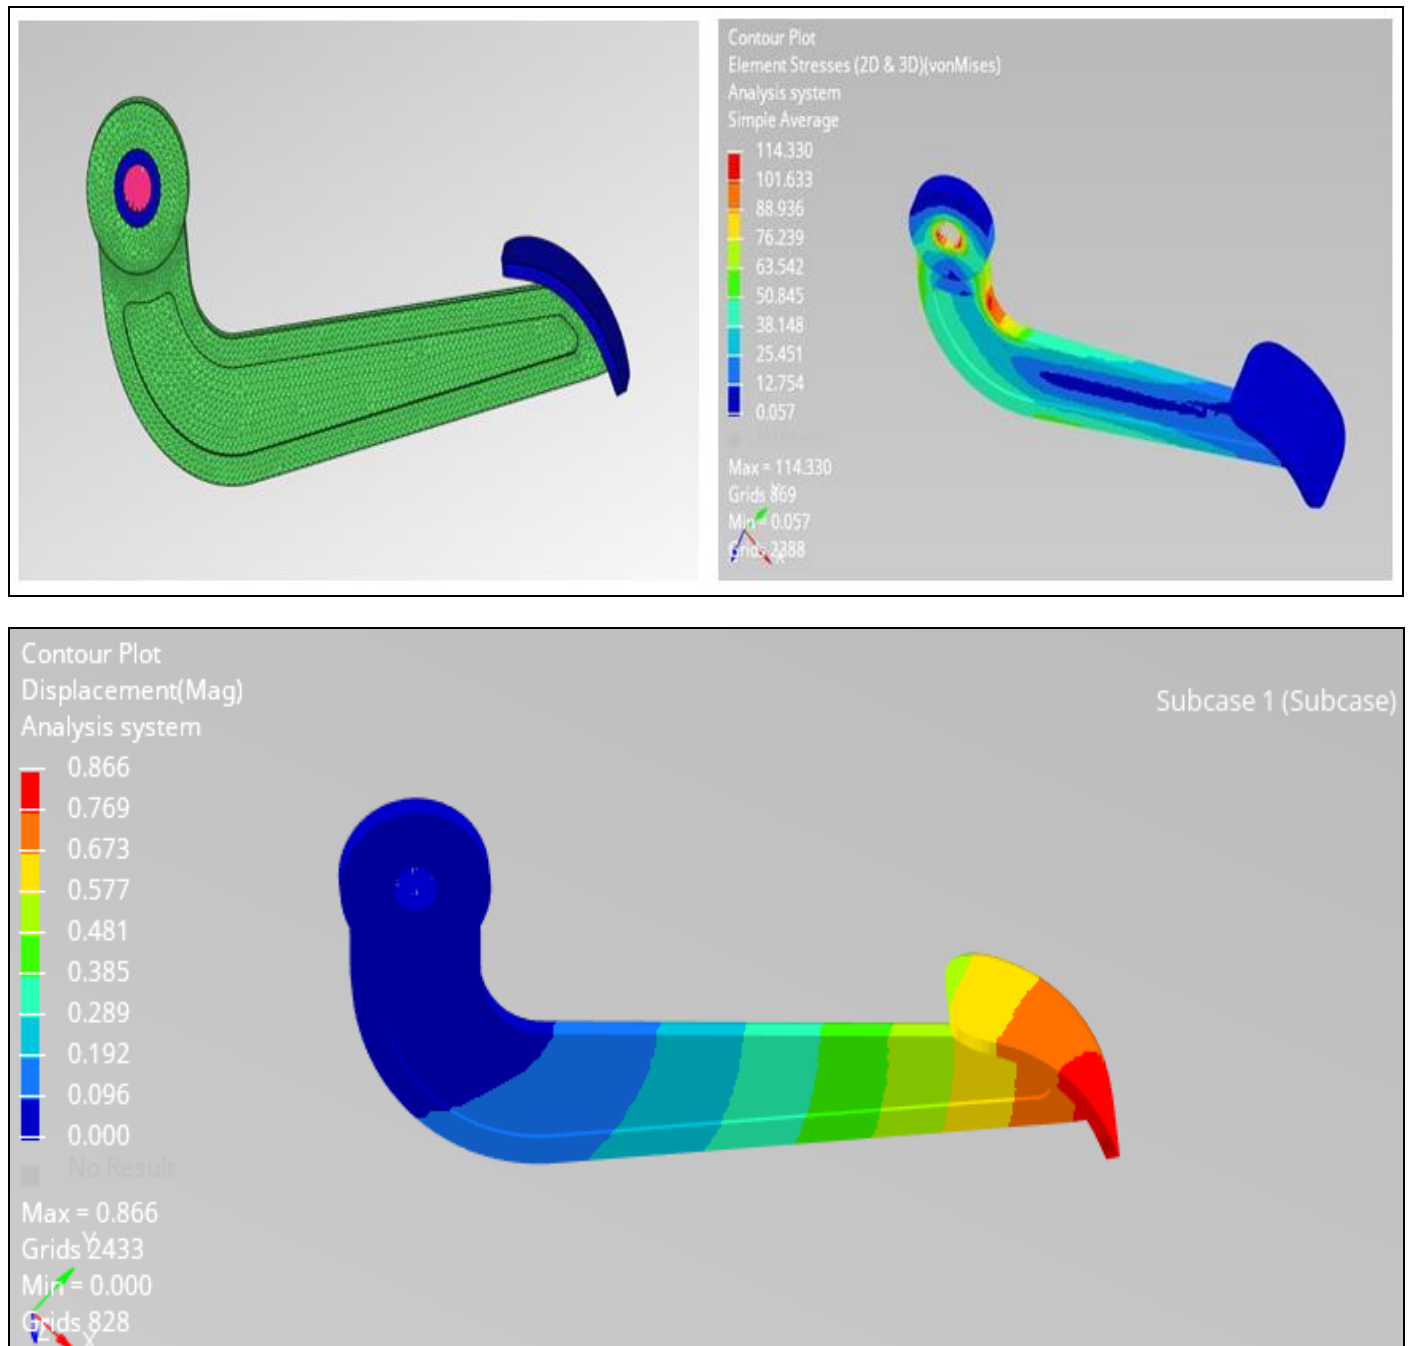 Contour Plot
Element Stresses (2D & 3D)(vonMises)
Analysis system
Simple Average
114.330
101.633
88.936
76.239
63.542
50.845
38.148
25.451
12.754
0.057
Max = 114.330
Grids 869
Min = 0.057
Grids 2388
X
Contour Plot
Displacement(Mag)
Analysis system
Subcase 1 (Subcase)
0.866
0.769
0.673
0.577
0.481
0.385
0.289
0.192
0.096
0.000
No Result
Max = 0.866
Y
Grids 2433
Min = 0.000
Grids 828
Z
X